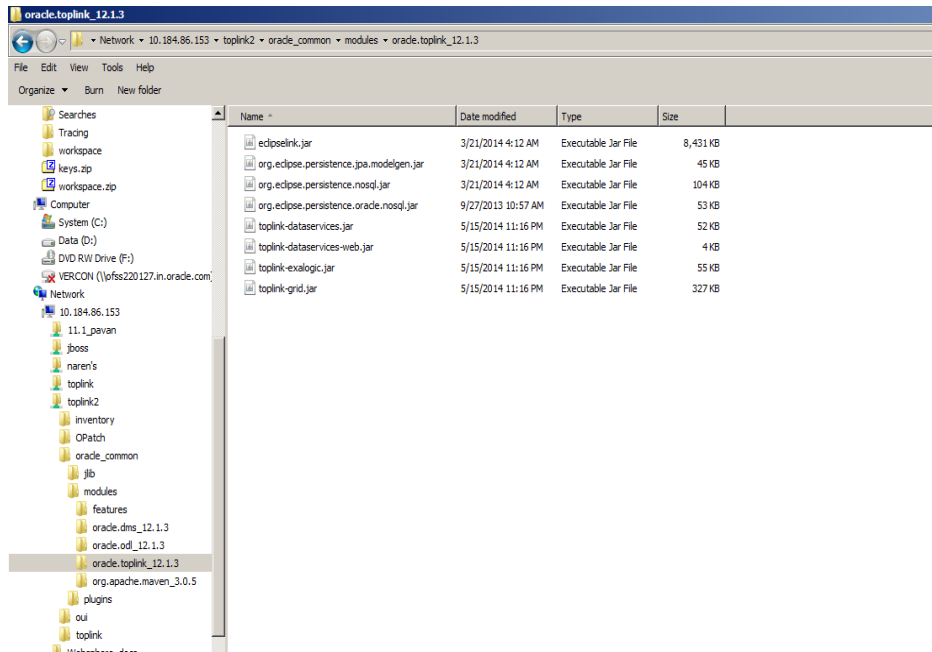 oracle.toplink_12.1.3
Network 10.184.86.153 toplink2 oracle_common modules oracle.toplink_12.1.3
File Edit View Tools Help
Organize Burn New folder
Searches
Tracing
workspace
keys.zip
workspace.zip
Computer
System (C:)
Data (D:)
DVD RW Drive (F:)
VERCON (\\ofss220127.in.oracle.com)
Network
10.184.86.153
11.1_pavan
jboss
naren's
toplink
toplink2
inventory
OPatch
oracle_common
jlib
modules
features
oracle.dms_12.1.3
oracle.odl_12.1.3
oracle.toplink_12.1.3
org.apache.maven_3.0.5
plugins
oui
toplink
Name Date modified Type Size
eclipselink.jar 3/21/2014 4:12 AM Executable Jar File 8,431 KB
org.eclipse.persistence.jpa.modelgen.jar 3/21/2014 4:12 AM Executable Jar File 45 KB
org.eclipse.persistence.nosql.jar 3/21/2014 4:12 AM Executable Jar File 104 KB
org.eclipse.persistence.oracle.nosql.jar 9/27/2013 10:57 AM Executable Jar File 53 KB
toplink-dataservices.jar 5/15/2014 11:16 PM Executable Jar File 52 KB
toplink-dataservices-web.jar 5/15/2014 11:16 PM Executable Jar File 4 KB
toplink-exalogic.jar 5/15/2014 11:16 PM Executable Jar File 55 KB
toplink-grid.jar 5/15/2014 11:16 PM Executable Jar File 327 KB